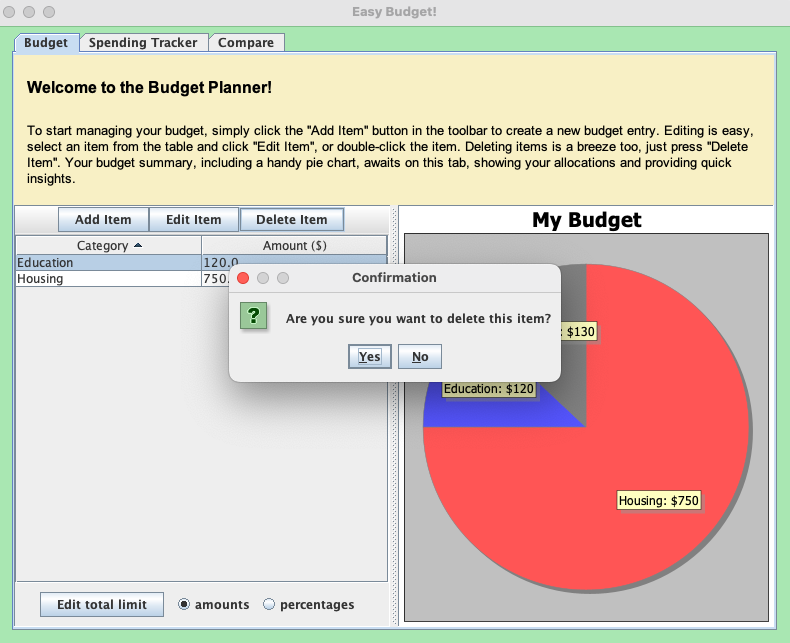 Easy Budget!
Budget
Spending Tracker
Compare
Welcome to the Budget Planner!
To start managing your budget, simply click the "Add Item" button in the toolbar to create a new budget entry. Editing is easy,
select an item from the table and click "Edit Item", or double-click the item. Deleting items is a breeze too, just press "Delete
Item". Your budget summary, including a handy pie chart, awaits on this tab, showing your allocations and providing quick
insights.
Add Item
Edit Item
Delete Item
Category
Amount ($)
Education
120.0
Housing
750.
My Budget
Confirmation
?
Are you sure you want to delete this item?
Yes
No
: $130
Education: $120
Housing: $750
Edit total limit
amounts
percentages